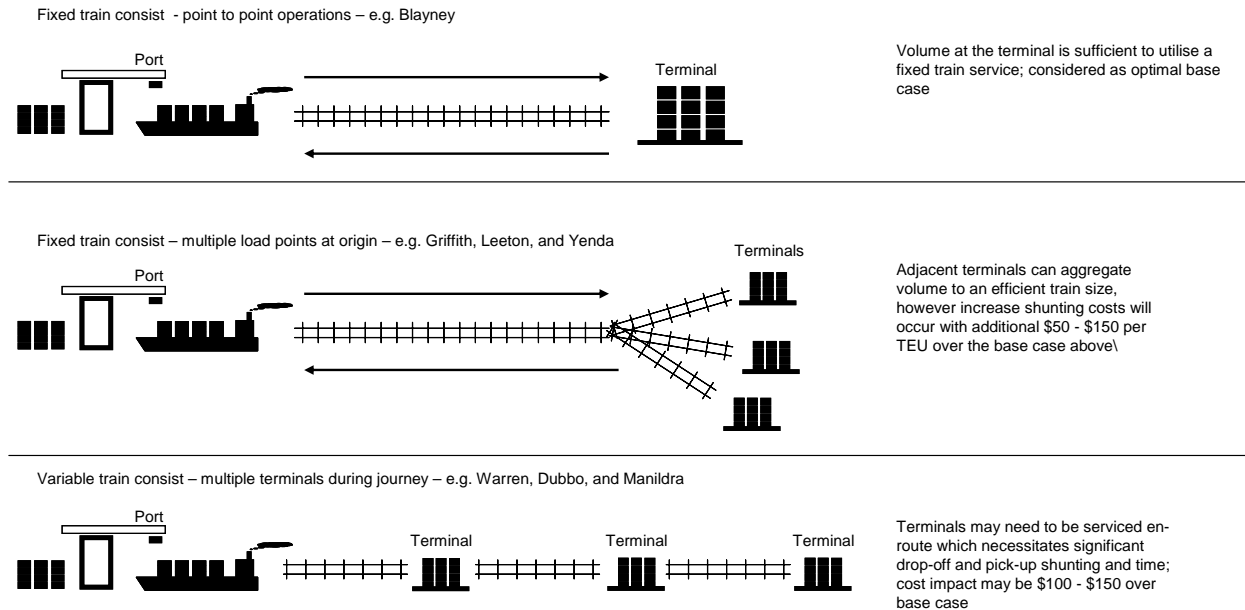 Fixed train consist  - point to point operations – e.g. Blayney
Port
Terminal
Volume at the terminal is sufficient to utilise a
fixed train service; considered as optimal base
case
Fixed train consist – multiple load points at origin – e.g. Griffith, Leeton, and Yenda
Port
Terminals
Adjacent terminals can aggregate
volume to an efficient train size,
however increase shunting costs will
occur with additional $50 - $150 per
TEU over the base case above\
Variable train consist – multiple terminals during journey – e.g. Warren, Dubbo, and Manildra
Port
Terminal
Terminal
Terminal
Terminals may need to be serviced en-
route which necessitates significant
drop-off and pick-up shunting and time;
cost impact may be $100 - $150 over
base case